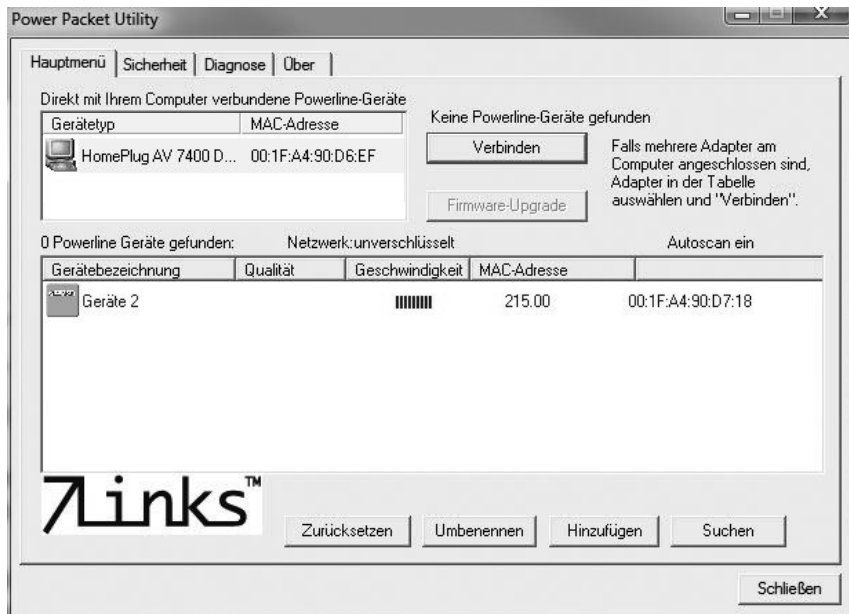 Power Packet Utility
Hauptmenü Sicherheit Diagnose Über
Direkt mit Ihrem Computer verbundene Powerline-Geräte
Gerätetyp MAC-Adresse
HomePlug AV 7400 D... 00:1F:A4:90:D6:EF
Keine Powerline-Geräte gefunden
Verbinden
Falls mehrere Adapter am
Computer angeschlossen sind,
Adapter in der Tabelle
auswählen und "Verbinden".
Firmware-Upgrade
0 Powerline Geräte gefunden: Netzwerk:unverschlüsselt Autoscan ein
Gerätebezeichnung Qualität Geschwindigkeit MAC-Adresse
Geräte 2 215.00 00:1F:A4:90:D7:18
7Links™
Zurücksetzen Umbenennen Hinzufügen Suchen
Schließen